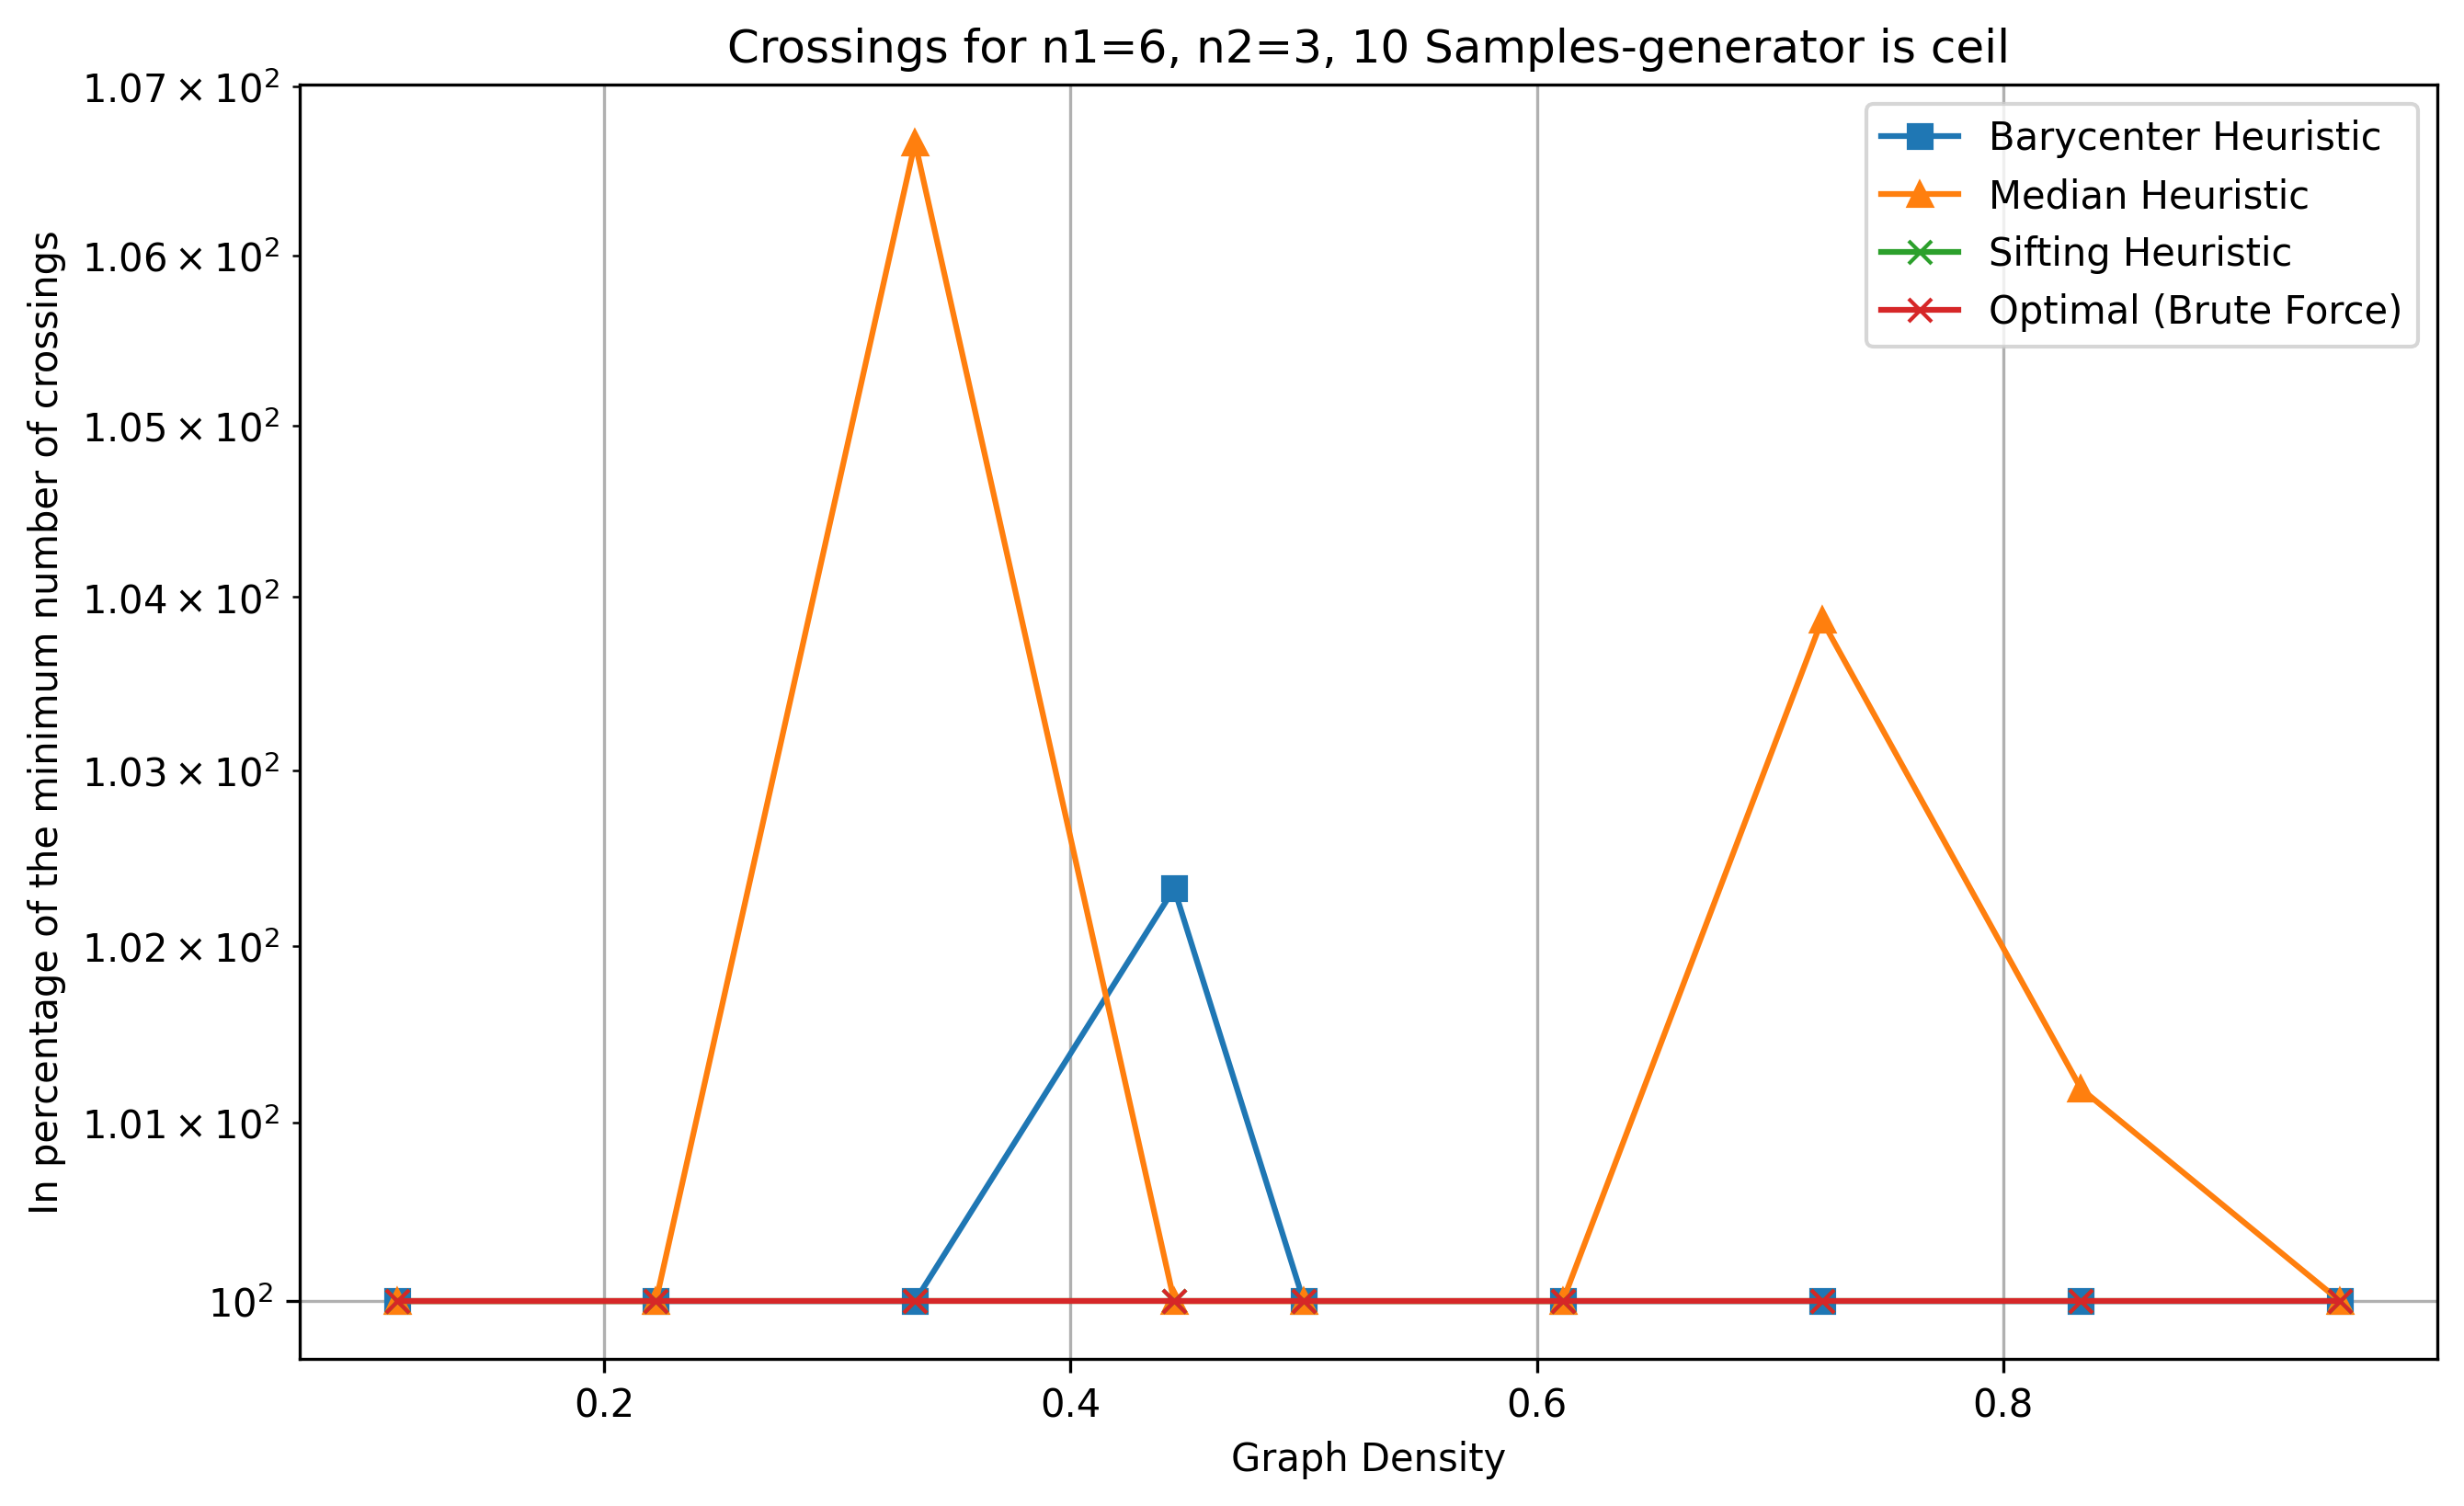 Crossings for n1=6, n2=3, 10 Samples-generator is ceil
In percentage of the minimum number of crossings
1.07×10²
1.06×10²
1.05×10²
1.04×10²
1.03×10²
1.02×10²
1.01×10²
10²
Barycenter Heuristic
Median Heuristic
Sifting Heuristic
Optimal (Brute Force)
0.2 0.4 0.6 0.8
Graph Density